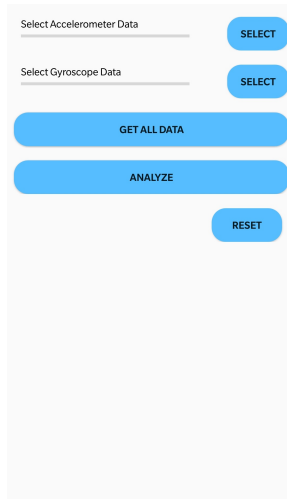 Select Accelerometer Data
SELECT
Select Gyroscope Data
SELECT
GET ALL DATA
ANALYZE
RESET